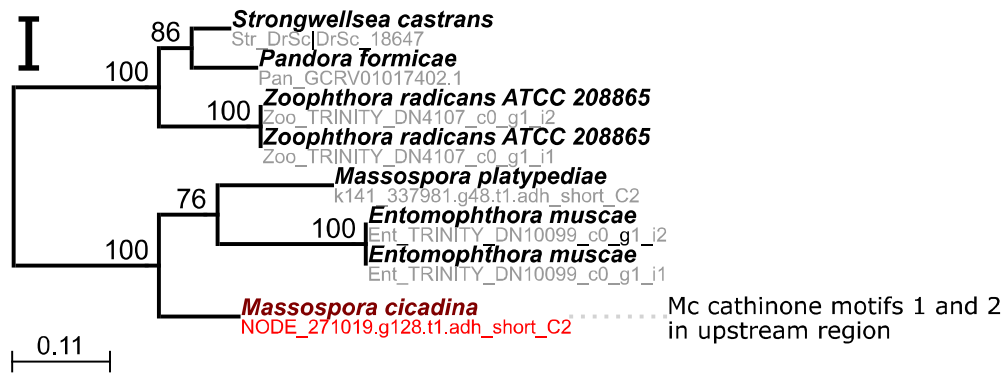 I
Strongwellsea castrans
86
Str_DrSc|DrSc_18647
Pandora formicae
100
Pan_GCRV01017402.1
Zoophthora radicans ATCC 208865
100
Zoo_TRINITY_DN4107_c0_g1_i2
Zoophthora radicans ATCC 208865
Zoo_TRINITY_DN4107_c0_g1_i1
Massospora platypediae
76
k141_337981.g48.t1.adh_short_C2
Entomophthora muscae
100
Ent_TRINITY_DN10099_c0_g1_i2
Entomophthora muscae
100
Ent_TRINITY_DN10099_c0_g1_i1
Massospora cicadina
NODE_271019.g128.t1.adh_short_C2
Mc cathinone motifs 1 and 2
in upstream region
0.11